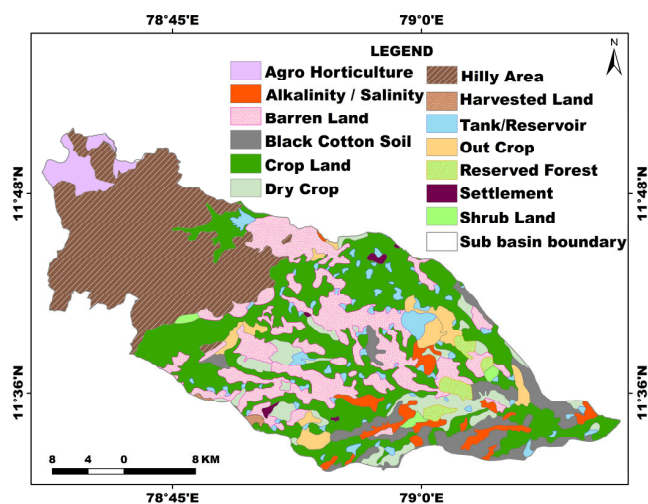 78°45'E 79°0'E
LEGEND
N
Agro Horticulture
Alkalinity / Salinity
Barren Land
Black Cotton Soil
Crop Land
Dry Crop
Hilly Area
Harvested Land
Tank/Reservoir
Out Crop
Reserved Forest
Settlement
Shrub Land
Sub basin boundary
11°48'N 11°48'N
11°36'N 11°36'N
8 4 0 8 KM
78°45'E 79°0'E